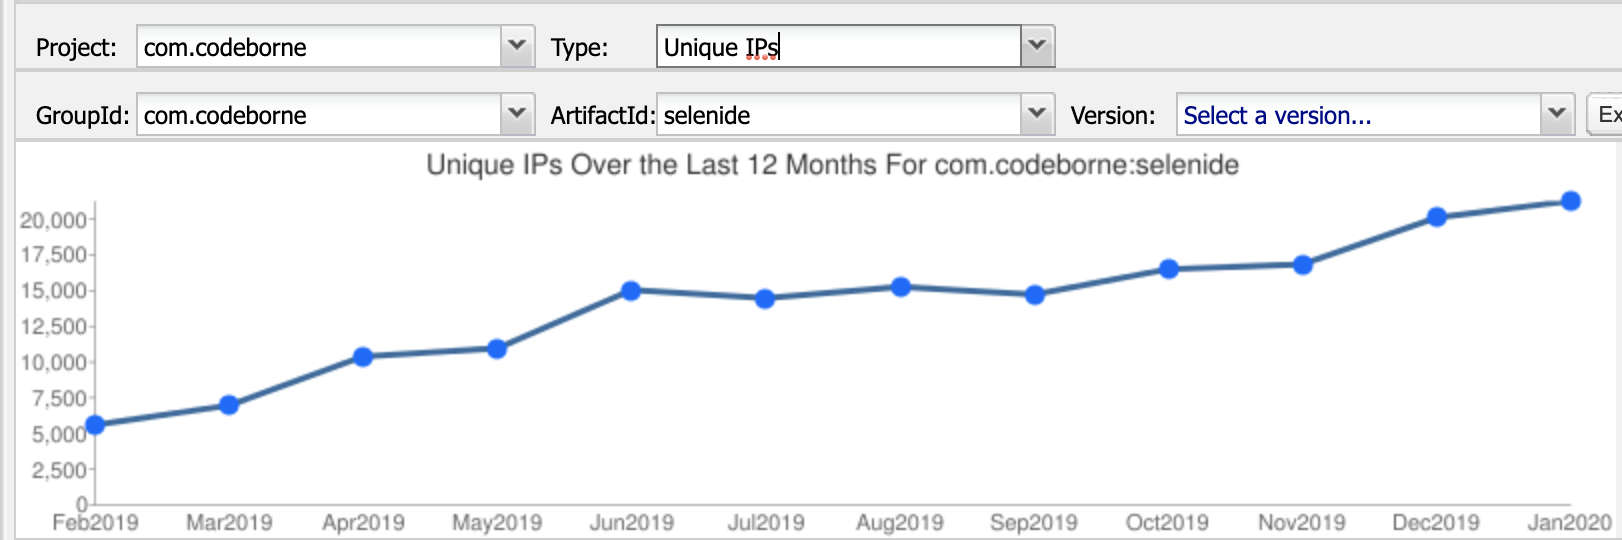 Project: com.codeborne Type: Unique IPs
GroupId: com.codeborne ArtifactId: selenide Version: Select a version... Ex
Unique IPs Over the Last 12 Months For com.codeborne:selenide
20,000
17,500
15,000
12,500
10,000
7,500
5,000
2,500
0
Feb2019 Mar2019 Apr2019 May2019 Jun2019 Jul2019 Aug2019 Sep2019 Oct2019 Nov2019 Dec2019 Jan2020